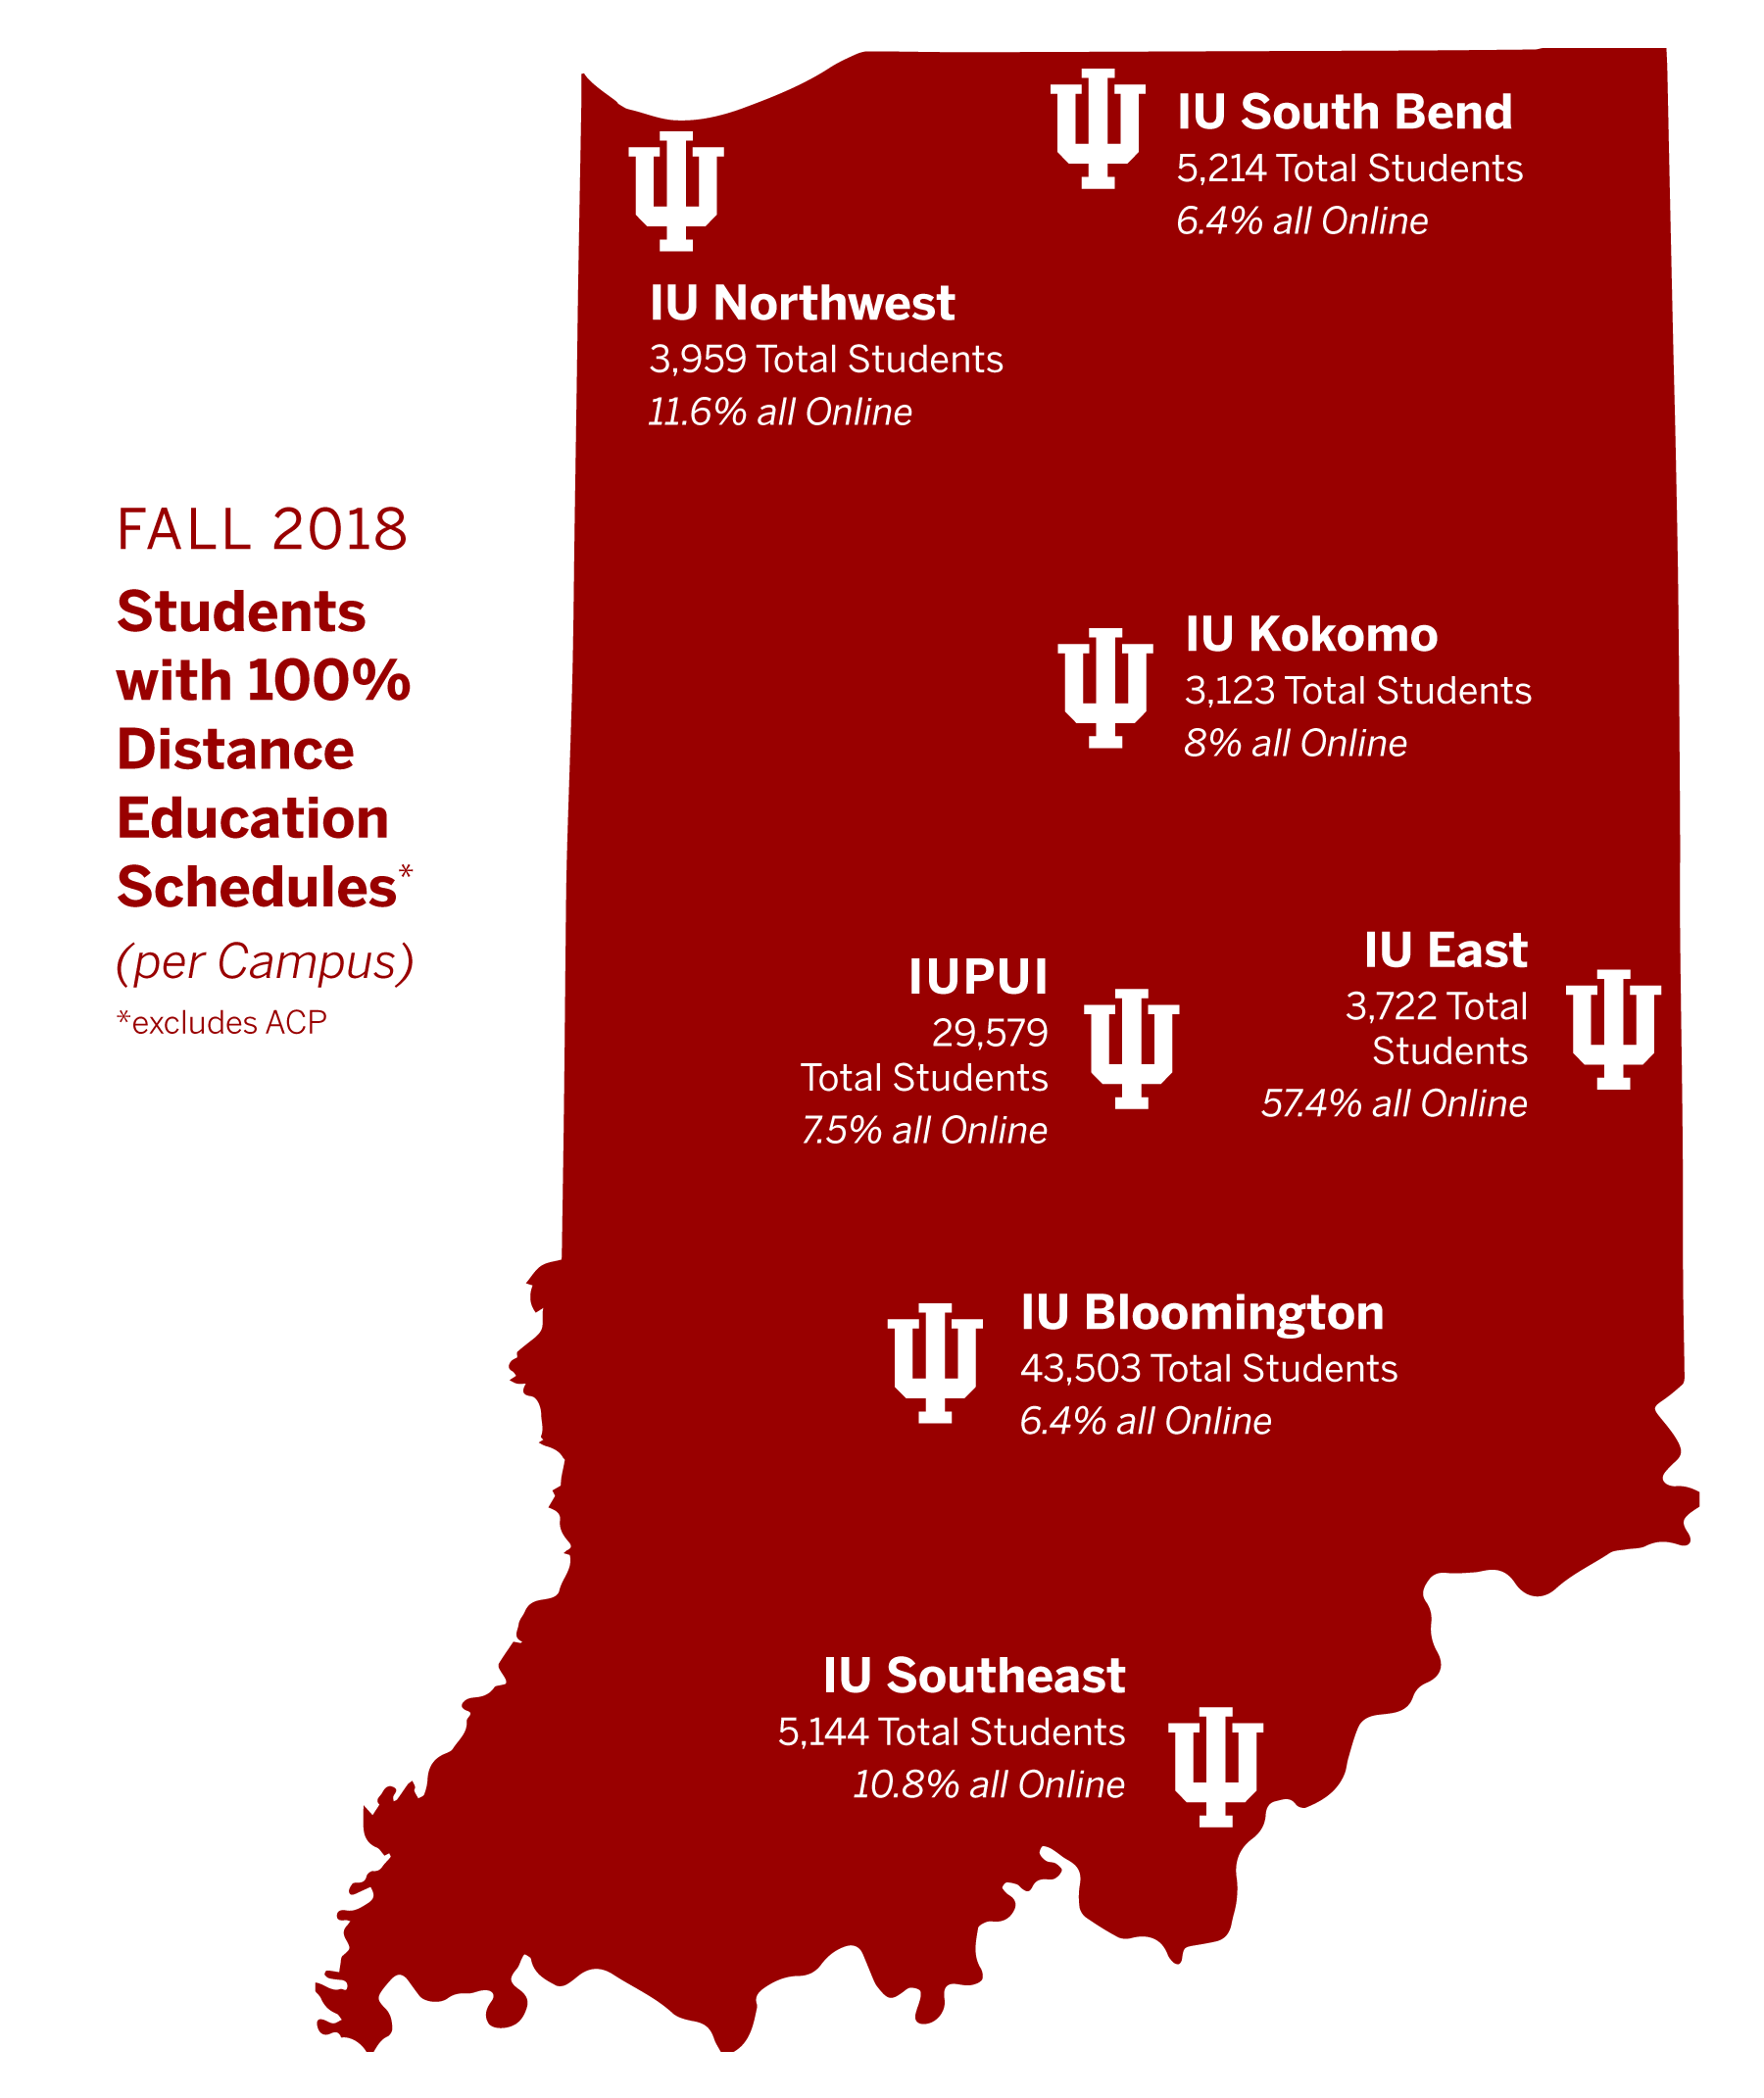 FALL 2018
Students
with 100%
Distance
Education
Schedules*
(per Campus)
*excludes ACP
IU South Bend
5,214 Total Students
6.4% all Online
IU Northwest
3,959 Total Students
11.6% all Online
IU Kokomo
3,123 Total Students
8% all Online
IUPUI
29,579
Total Students
7.5% all Online
IU East
3,722 Total
Students
57.4% all Online
IU Bloomington
43,503 Total Students
6.4% all Online
IU Southeast
5,144 Total Students
10.8% all Online